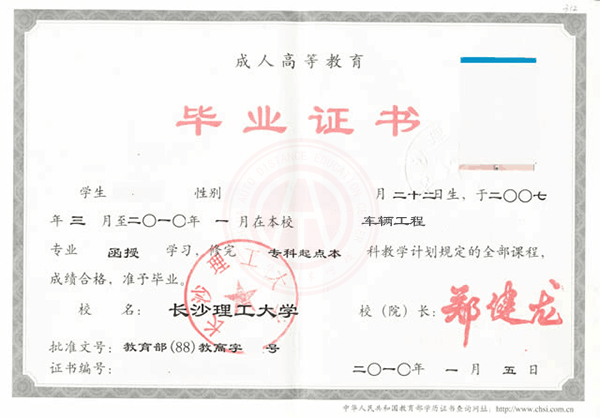 312
成人高等教育
毕业证书
学生 性别 月二十二日生,于二〇〇七
年三月至二〇一〇年一月在本校 车辆工程
专业 函授 学习,修完 专科起点本 科教学计划规定的全部课程,
成绩合格,准予毕业。
校 名: 长沙理工大学 校(院)长: 郑健龙
批准文号: 教育部(88)教高字 号
证书编号: 二〇一〇年 一月 五日
中华人民共和国教育部学历证书查询网址: http://www.chsi.com.cn